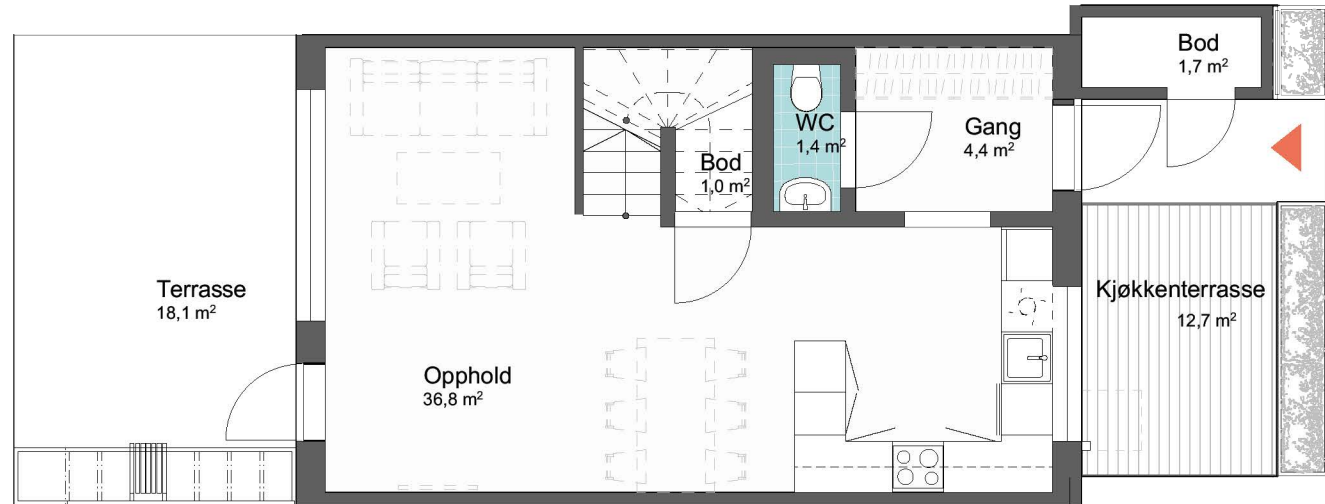 Bod
1,7 m²
WC
1,4 m²
Gang
4,4 m²
Bod
1,0 m²
Terrasse
18,1 m²
Kjøkkenterrasse
12,7 m²
Opphold
36,8 m²